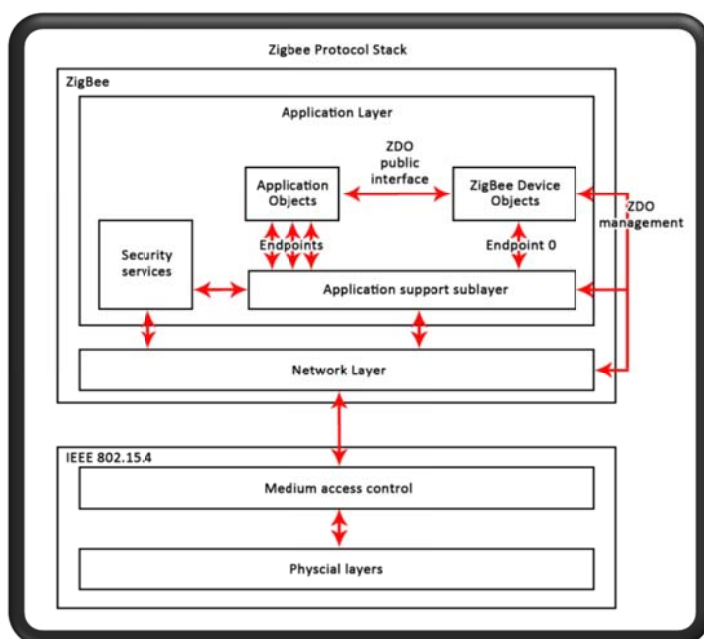 Zigbee Protocol Stack
ZigBee
Application Layer
ZDO
public
interface
Application
Objects
ZigBee Device
Objects
ZDO
management
Endpoints
Endpoint 0
Security
services
Application support sublayer
Network Layer
IEEE 802.15.4
Medium access control
Physcial layers